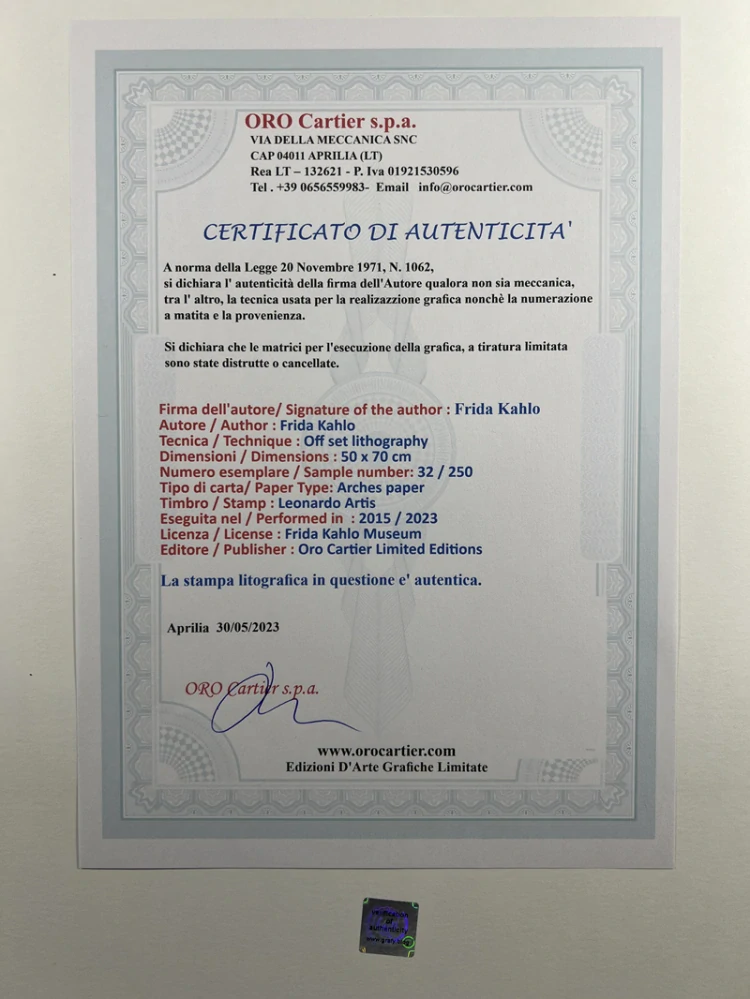 ORO Cartier s.p.a.
VIA DELLA MECCANICA SNC
CAP 04011 APRILIA (LT)
Rea LT – 132621 - P. Iva 01921530596
Tel . +39 0656559983- Email info@orocartier.com
CERTIFICATO DI AUTENTICITA'
A norma della Legge 20 Novembre 1971, N. 1062,
si dichiara l' autenticità della firma dell'Autore qualora non sia meccanica,
tra l' altro, la tecnica usata per la realizazzione grafica nonchè la numerazione
a matita e la provenienza.
Si dichiara che le matrici per l'esecuzione della grafica, a tiratura limitata
sono state distrutte o cancellate.
Firma dell'autore/ Signature of the author : Frida Kahlo
Autore / Author : Frida Kahlo
Tecnica / Technique : Off set lithography
Dimensioni / Dimensions : 50 x 70 cm
Numero esemplare / Sample number: 32 / 250
Tipo di carta/ Paper Type: Arches paper
Timbro / Stamp : Leonardo Artis
Eseguita nel / Performed in : 2015 / 2023
Licenza / License : Frida Kahlo Museum
Editore / Publisher : Oro Cartier Limited Editions
La stampa litografica in questione e' autentica.
Aprilia 30/05/2023
ORO Cartier s.p.a.
www.orocartier.com
Edizioni D'Arte Grafiche Limitate
verification
of
authenticity